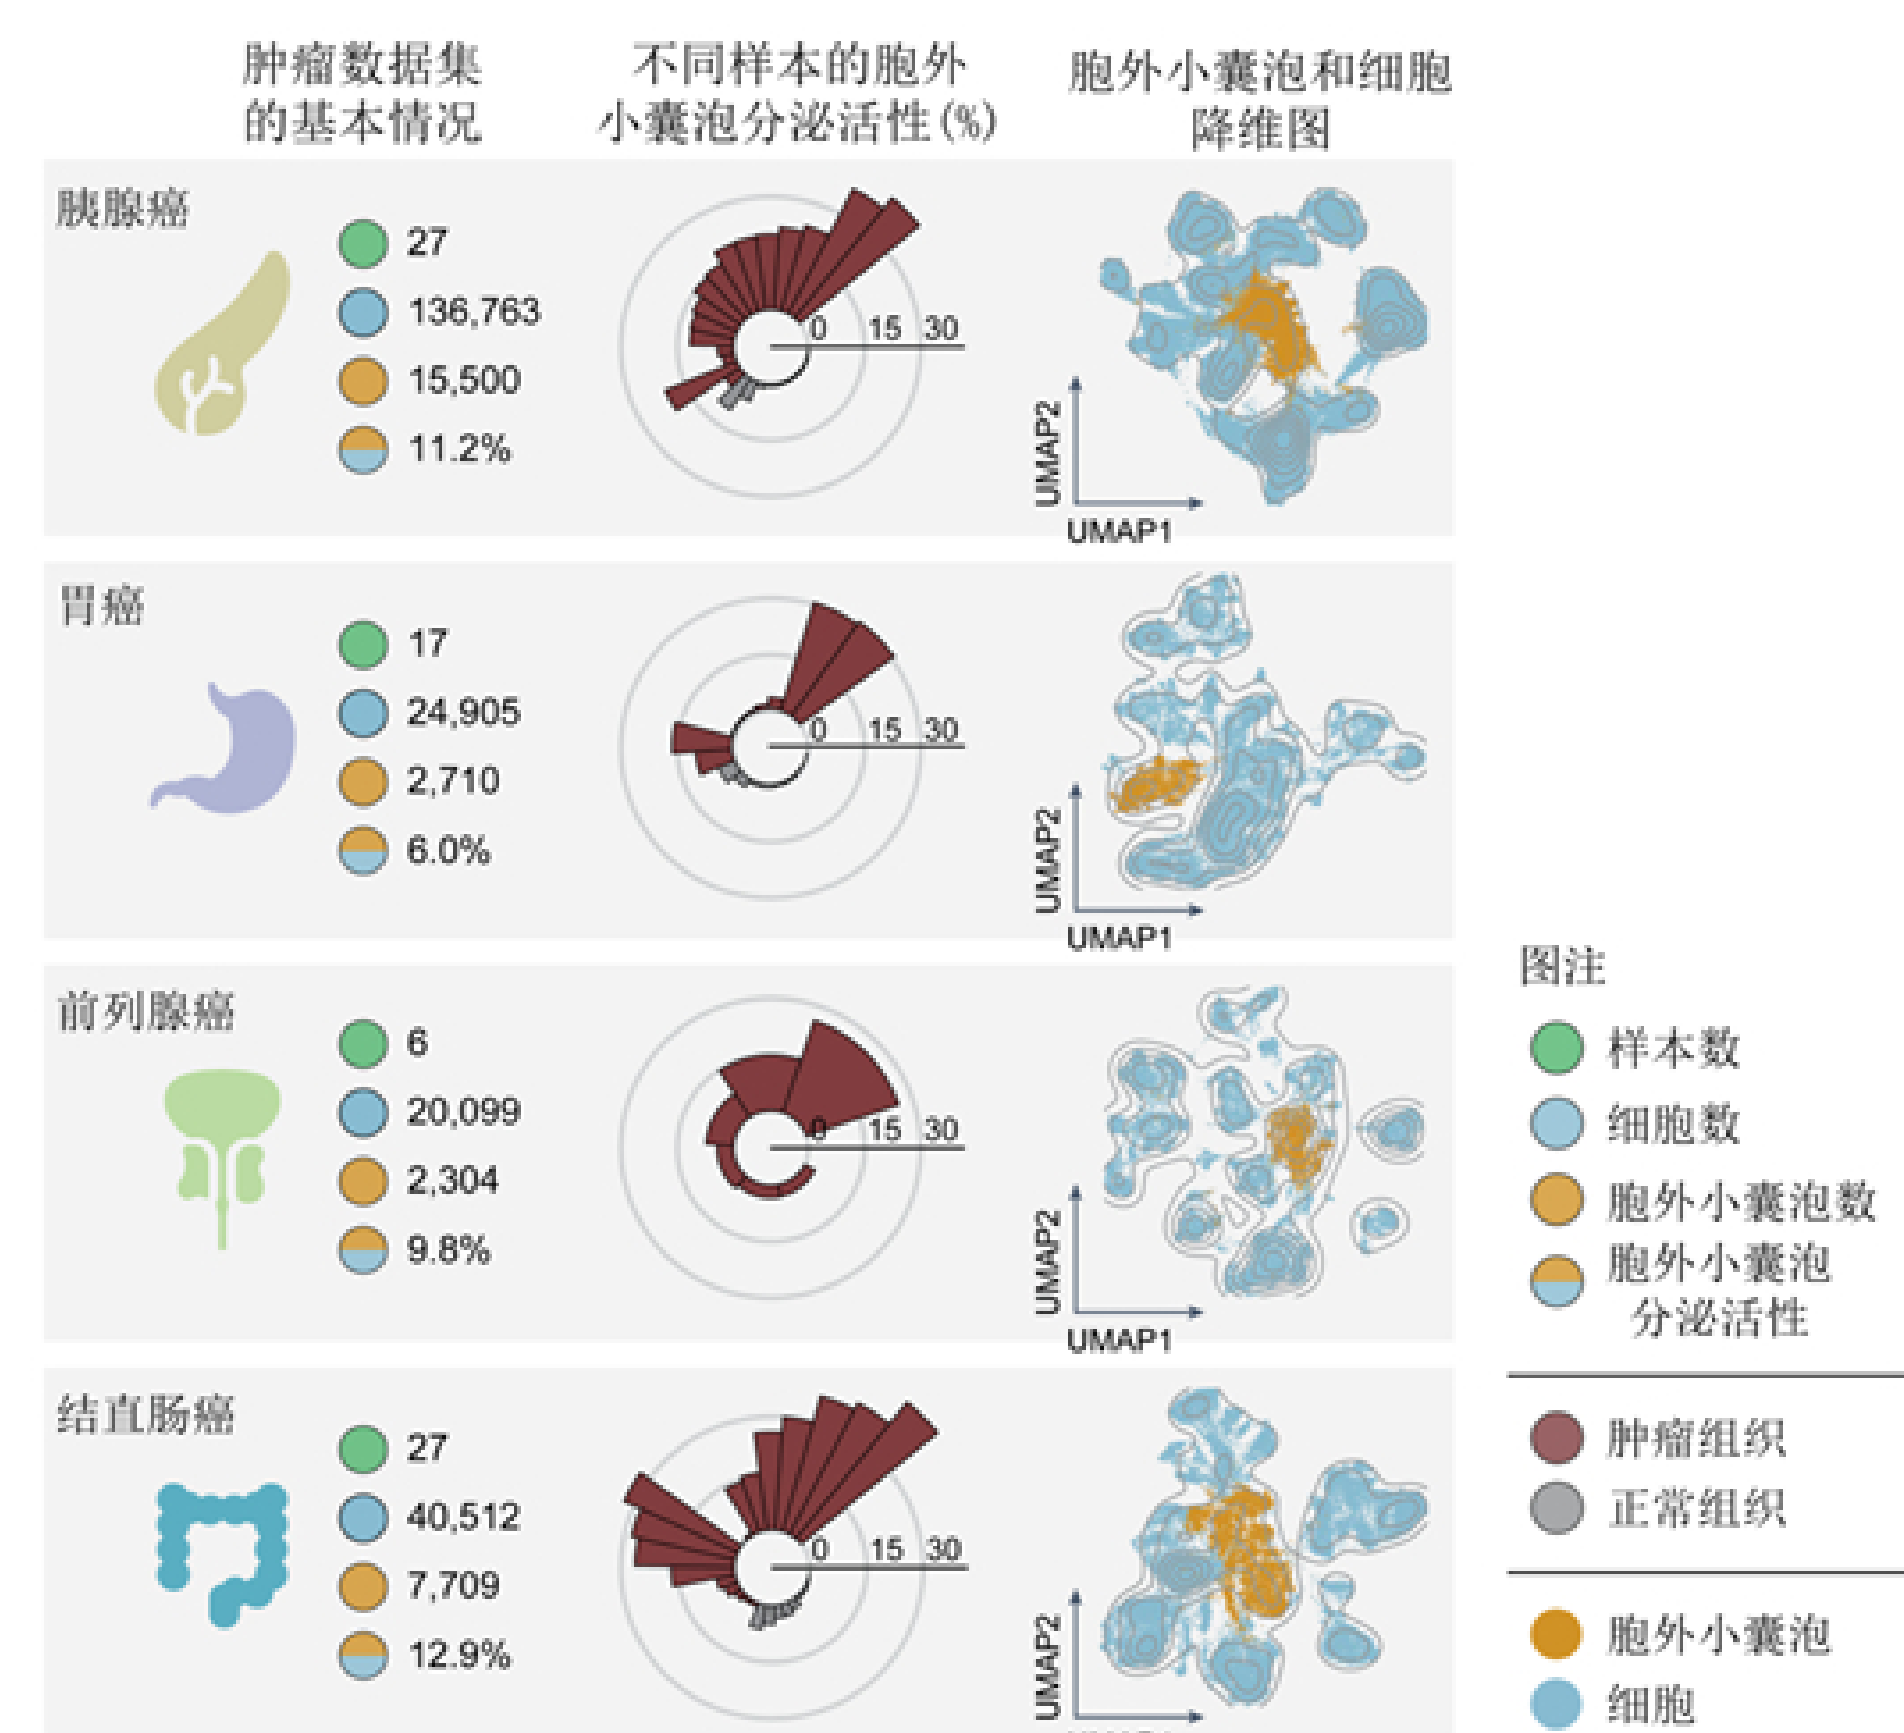 肿瘤数据集
的基本情况
不同样本的胞外
小囊泡分泌活性(%)
胞外小囊泡和细胞
降维图
胰腺癌
27
136,763
15,500
11.2%
0 15 30
UMAP2
UMAP1
胃癌
17
24,905
2,710
6.0%
0 15 30
UMAP2
UMAP1
前列腺癌
6
20,099
2,304
9.8%
0 15 30
UMAP2
UMAP1
结直肠癌
27
40,512
7,709
12.9%
0 15 30
UMAP2
图注
样本数
细胞数
胞外小囊泡数
胞外小囊泡
分泌活性
肿瘤组织
正常组织
胞外小囊泡
细胞